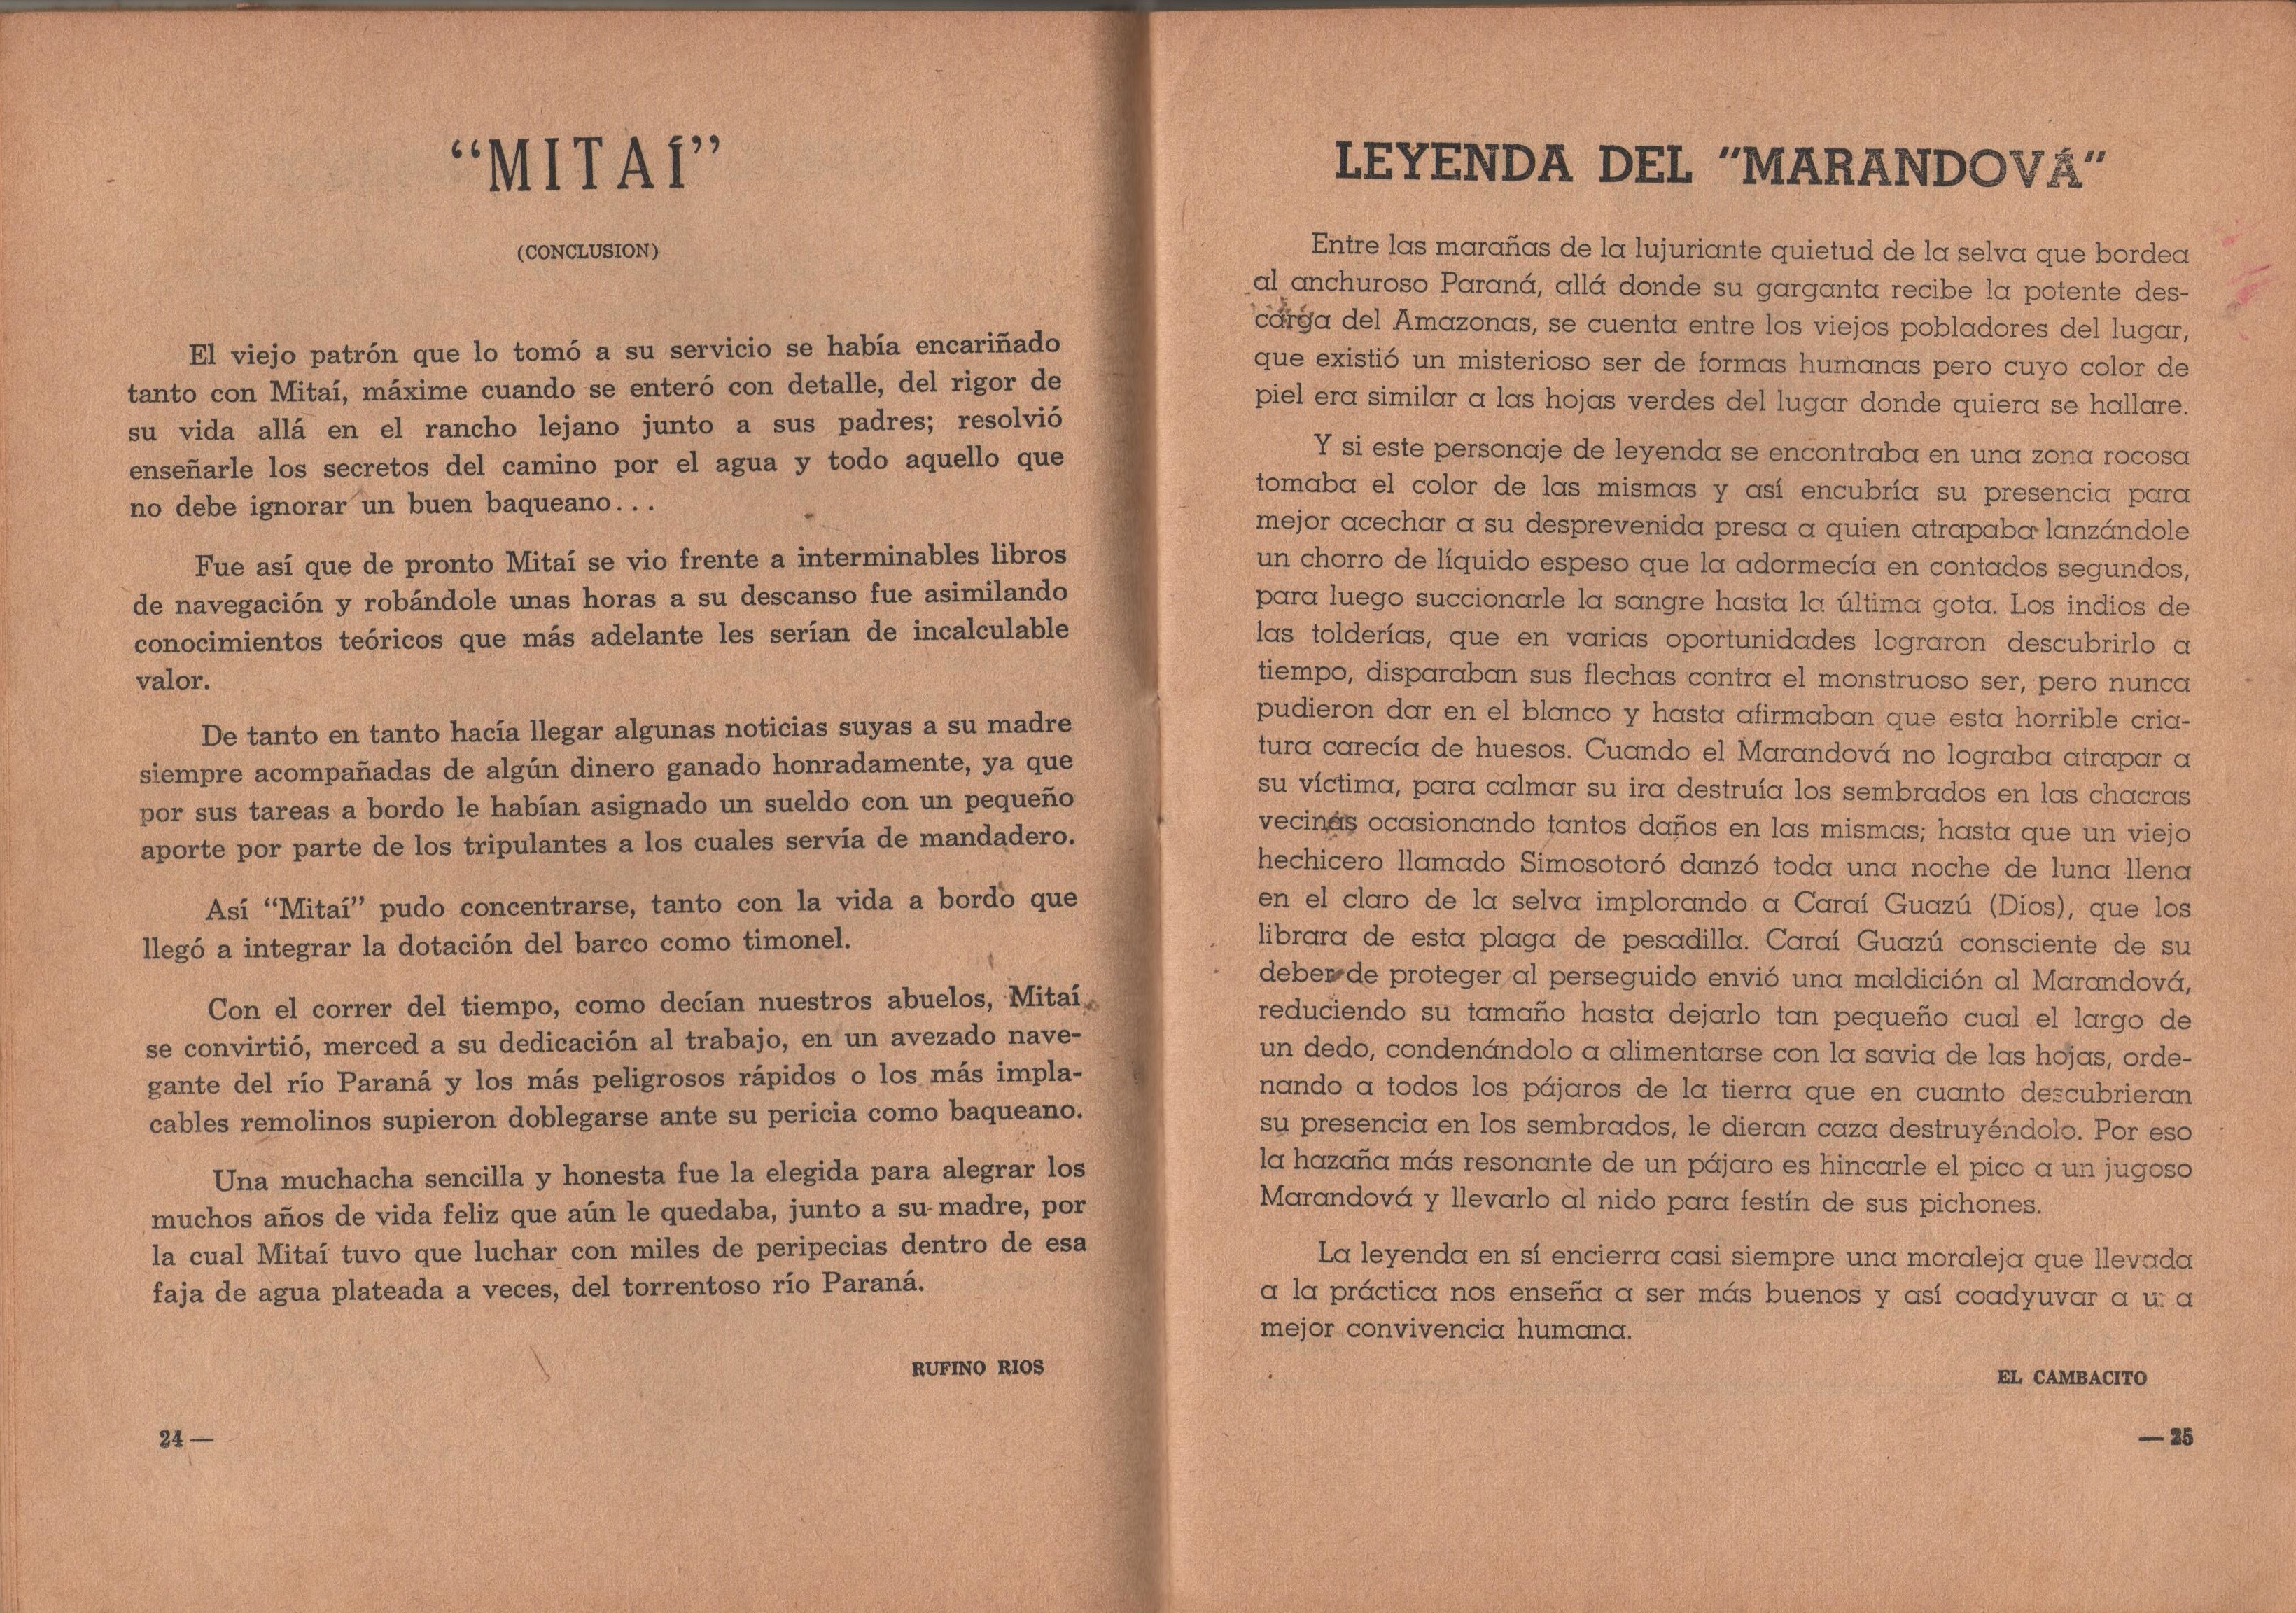 “MITAÍ”
(CONCLUSION)
El viejo patrón que lo tomó a su servicio se había encariñado
tanto con Mitaí, máxime cuando se enteró con detalle, del rigor de
su vida allá en el rancho lejano junto a sus padres; resolvió
enseñarle los secretos del camino por el agua y todo aquello que
no debe ignorar un buen baqueano...
Fue así que de pronto Mitaí se vio frente a interminables libros
de navegación y robándole unas horas a su descanso fue asimilando
conocimientos teóricos que más adelante les serían de incalculable
valor.
De tanto en tanto hacía llegar algunas noticias suyas a su madre
siempre acompañadas de algún dinero ganado honradamente, ya que
por sus tareas a bordo le habían asignado un sueldo con un pequeño
aporte por parte de los tripulantes a los cuales servía de mandadero.
Así “Mitaí” pudo concentrarse, tanto con la vida a bordo que
llegó a integrar la dotación del barco como timonel.
Con el correr del tiempo, como decían nuestros abuelos, Mitaí
se convirtió, merced a su dedicación al trabajo, en un avezado nave-
gante del río Paraná y los más peligrosos rápidos o los más impla-
cables remolinos supieron doblegarse ante su pericia como baqueano.
Una muchacha sencilla y honesta fue la elegida para alegrar los
muchos años de vida feliz que aún le quedaba, junto a su madre, por
la cual Mitaí tuvo que luchar con miles de peripecias dentro de esa
faja de agua plateada a veces, del torrentoso río Paraná.
RUFINO RIOS
24 —
LEYENDA DEL "MARANDOVÁ"
Entre las marañas de la lujuriante quietud de la selva que bordea
al anchuroso Paraná, allá donde su garganta recibe la potente des-
carga del Amazonas, se cuenta entre los viejos pobladores del lugar,
que existió un misterioso ser de formas humanas pero cuyo color de
piel era similar a las hojas verdes del lugar donde quiera se hallare.
Y si este personaje de leyenda se encontraba en una zona rocosa
tomaba el color de las mismas y así encubría su presencia para
mejor acechar a su desprevenida presa a quien atrapaba lanzándole
un chorro de líquido espeso que la adormecía en contados segundos,
para luego succionarle la sangre hasta la última gota. Los indios de
las tolderías, que en varias oportunidades lograron descubrirlo a
tiempo, disparaban sus flechas contra el monstruoso ser, pero nunca
pudieron dar en el blanco y hasta afirmaban que esta horrible cria-
tura carecía de huesos. Cuando el Marandová no lograba atrapar a
su víctima, para calmar su ira destruía los sembrados en las chacras
vecinas ocasionando tantos daños en las mismas; hasta que un viejo
hechicero llamado Simosotoró danzó toda una noche de luna llena
en el claro de la selva implorando a Caraí Guazú (Díos), que los
librara de esta plaga de pesadilla. Caraí Guazú consciente de su
deber de proteger al perseguido envió una maldición al Marandová,
reduciendo su tamaño hasta dejarlo tan pequeño cual el largo de
un dedo, condenándolo a alimentarse con la savia de las hojas, orde-
nando a todos los pájaros de la tierra que en cuanto descubrieran
su presencia en los sembrados, le dieran caza destruyéndolo. Por eso
la hazaña más resonante de un pájaro es hincarle el pico a un jugoso
Marandová y llevarlo al nido para festín de sus pichones.
La leyenda en sí encierra casi siempre una moraleja que llevada
a la práctica nos enseña a ser más buenos y así coadyuvar a una
mejor convivencia humana.
EL CAMBACITO
— 25